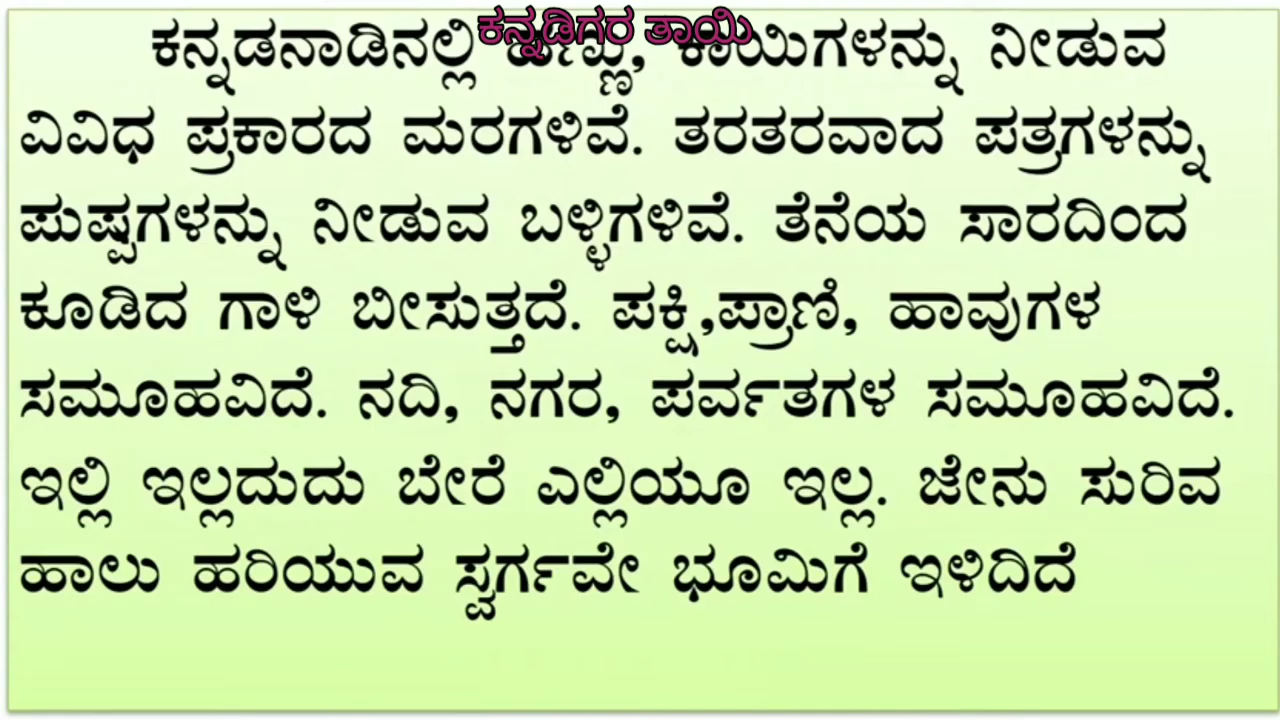 ಕನ್ನಡಿಗರ ತಾಯಿ
ಕನ್ನಡನಾಡಿನಲ್ಲಿ ಹಣ್ಣು, ಕಾಯಿಗಳನ್ನು ನೀಡುವ
ವಿವಿಧ ಪ್ರಕಾರದ ಮರಗಳಿವೆ. ತರತರವಾದ ಪತ್ರಗಳನ್ನು
ಪುಷ್ಪಗಳನ್ನು ನೀಡುವ ಬಳ್ಳಿಗಳಿವೆ. ತೆನೆಯ ಸಾರದಿಂದ
ಕೂಡಿದ ಗಾಳಿ ಬೀಸುತ್ತದೆ. ಪಕ್ಷಿ,ಪ್ರಾಣಿ, ಹಾವುಗಳ
ಸಮೂಹವಿದೆ. ನದಿ, ನಗರ, ಪರ್ವತಗಳ ಸಮೂಹವಿದೆ.
ಇಲ್ಲಿ ಇಲ್ಲದುದು ಬೇರೆ ಎಲ್ಲಿಯೂ ಇಲ್ಲ. ಜೇನು ಸುರಿವ
ಹಾಲು ಹರಿಯುವ ಸ್ವರ್ಗವೇ ಭೂಮಿಗೆ ಇಳಿದಿದೆ